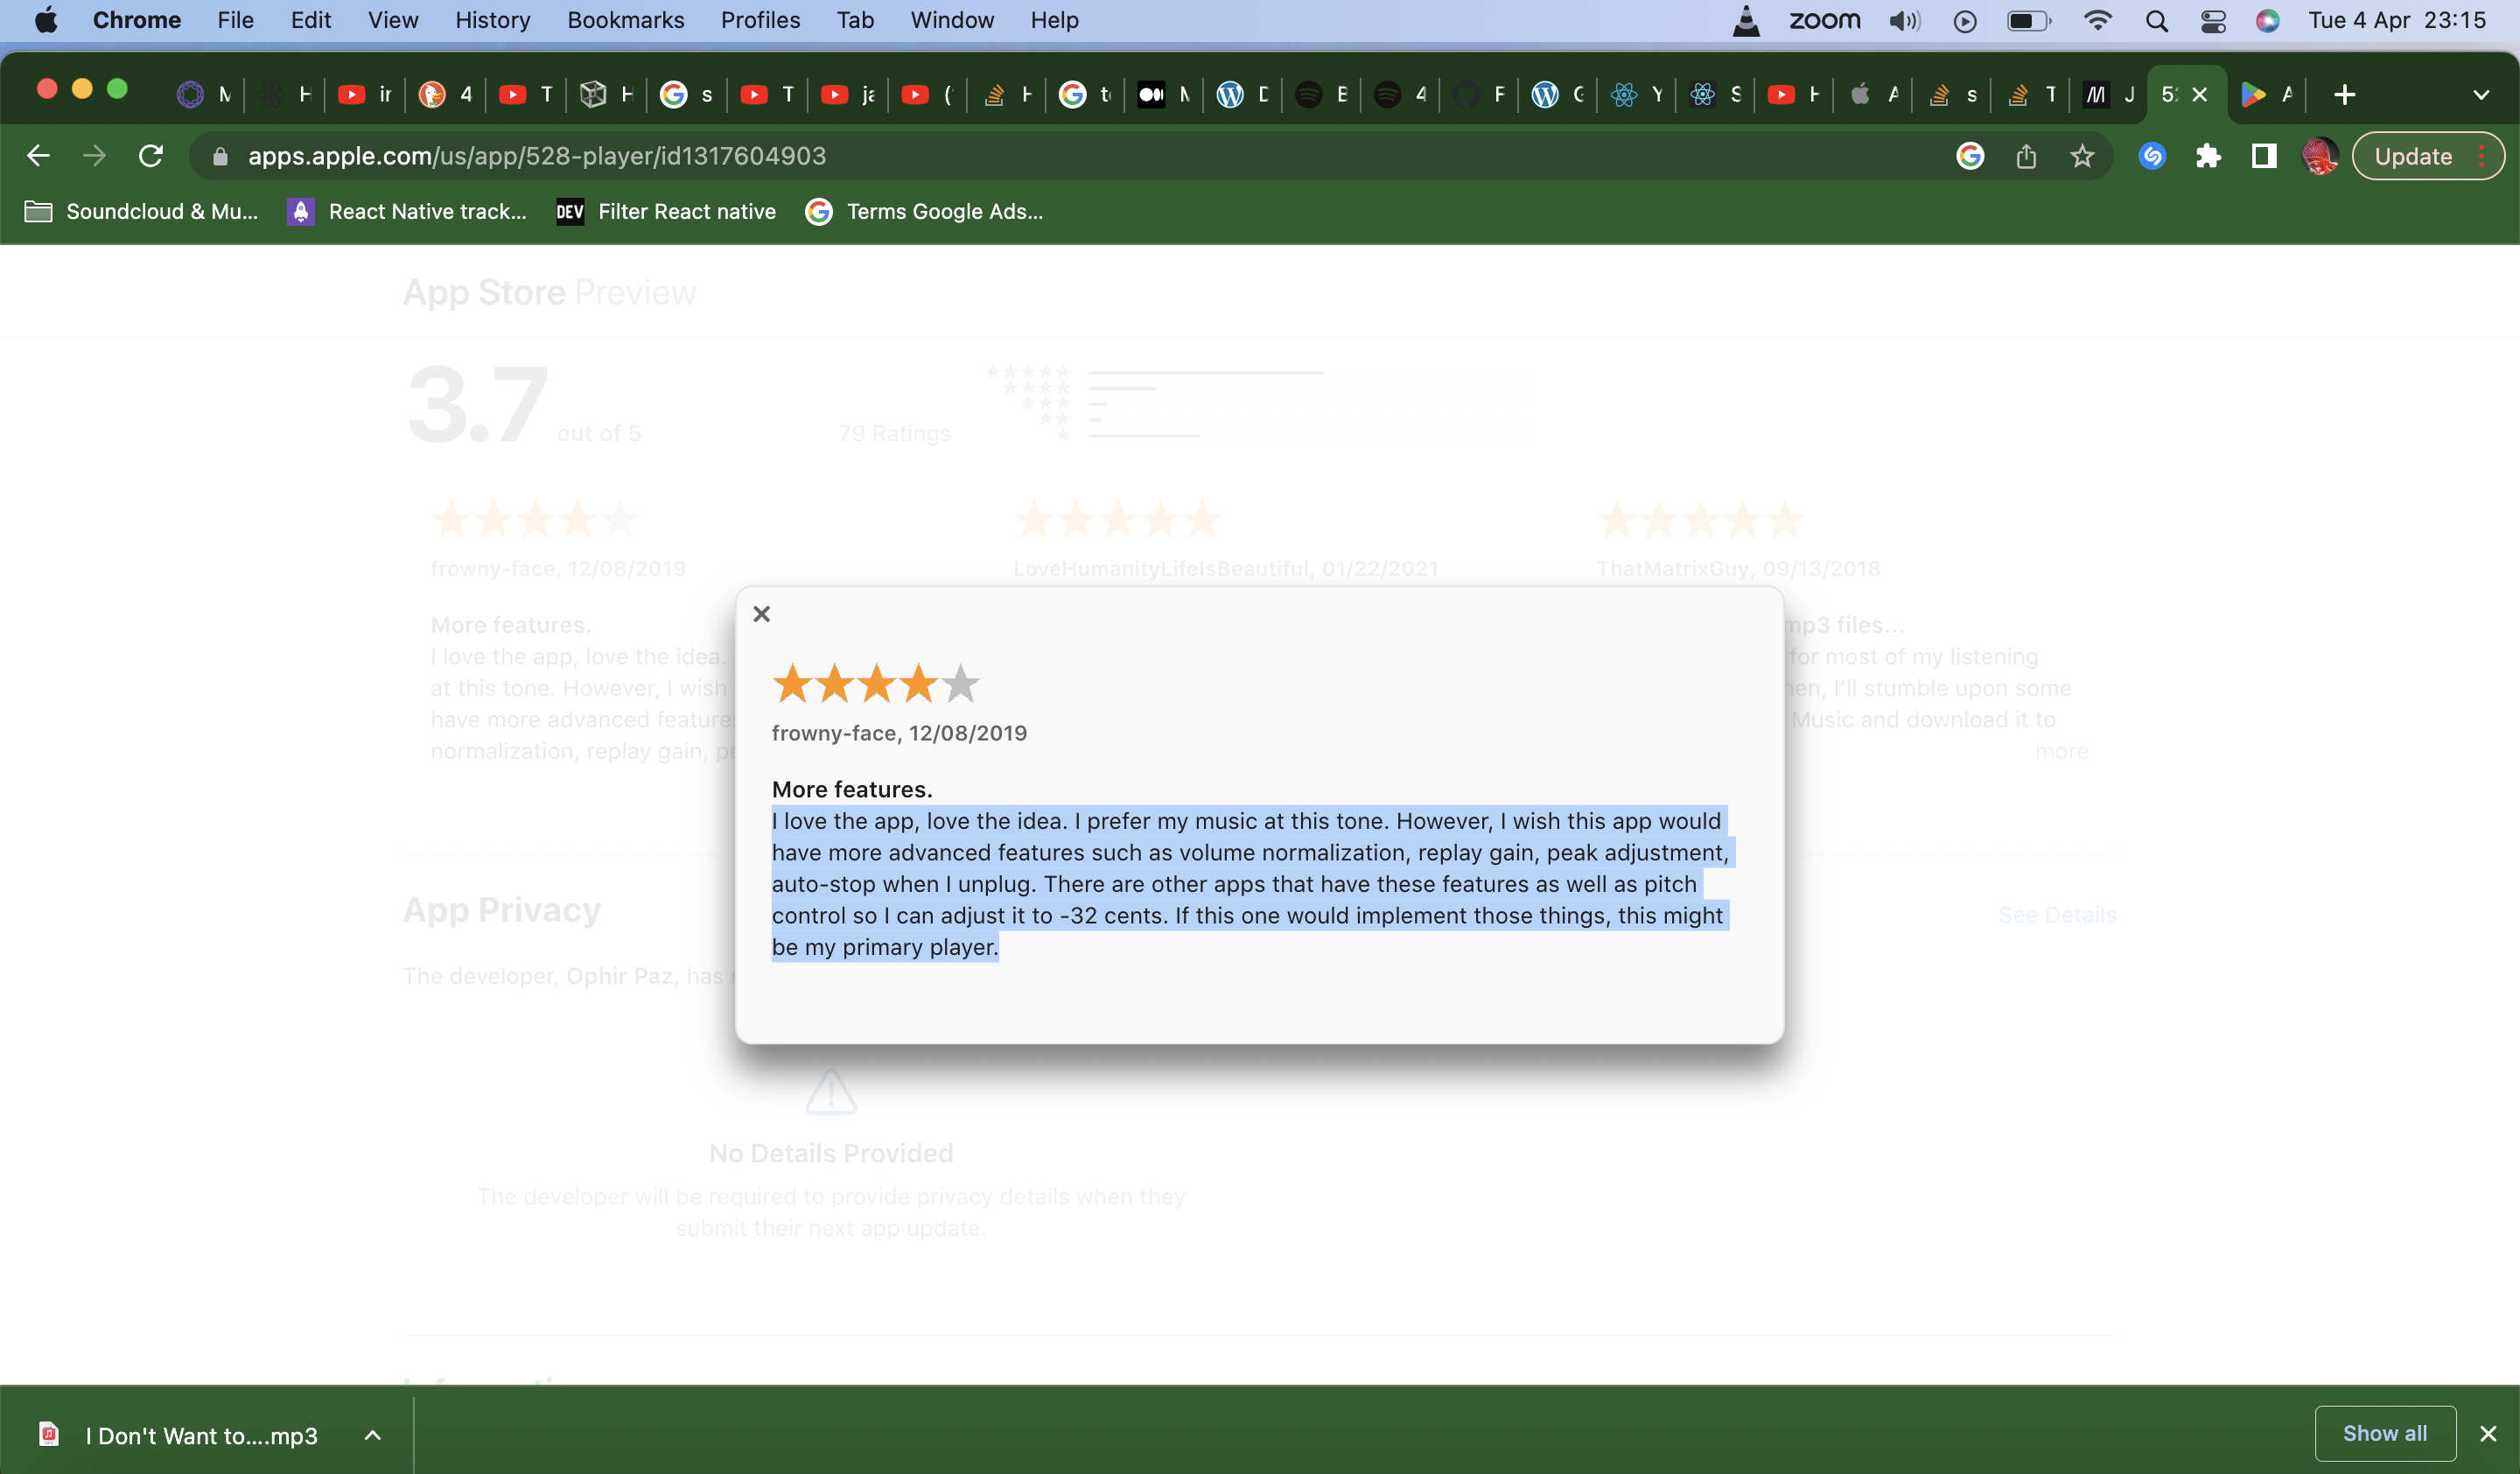 Chrome File Edit View History Bookmarks Profiles Tab Window Help zoom Tue 4 Apr 23:15
M H in 4 T H s T ja ( H to M D B 4 F G Y S H A s T J 52 A
apps.apple.com/us/app/528-player/id1317604903 Update
Soundcloud & Mu... React Native track... DEV Filter React native Terms Google Ads...
App Store Preview
3.7 out of 5 79 Ratings
frowny-face, 12/08/2019
LoveHumanityLifeIsBeautiful, 01/22/2021
ThatMatrixGuy, 09/13/2018
More features.
I love the app, love the idea.
at this tone. However, I wish
have more advanced features
normalization, replay gain,
mp3 files...
for most of my listening
I'll stumble upon some
Music and download it to
more
frowny-face, 12/08/2019
More features.
I love the app, love the idea. I prefer my music at this tone. However, I wish this app would
have more advanced features such as volume normalization, replay gain, peak adjustment,
auto-stop when I unplug. There are other apps that have these features as well as pitch
control so I can adjust it to -32 cents. If this one would implement those things, this might
be my primary player.
App Privacy
See Details
The developer, Ophir Paz, has
No Details Provided
The developer will be required to provide privacy details when they
submit their next app update.
I Don't Want to....mp3
Show all